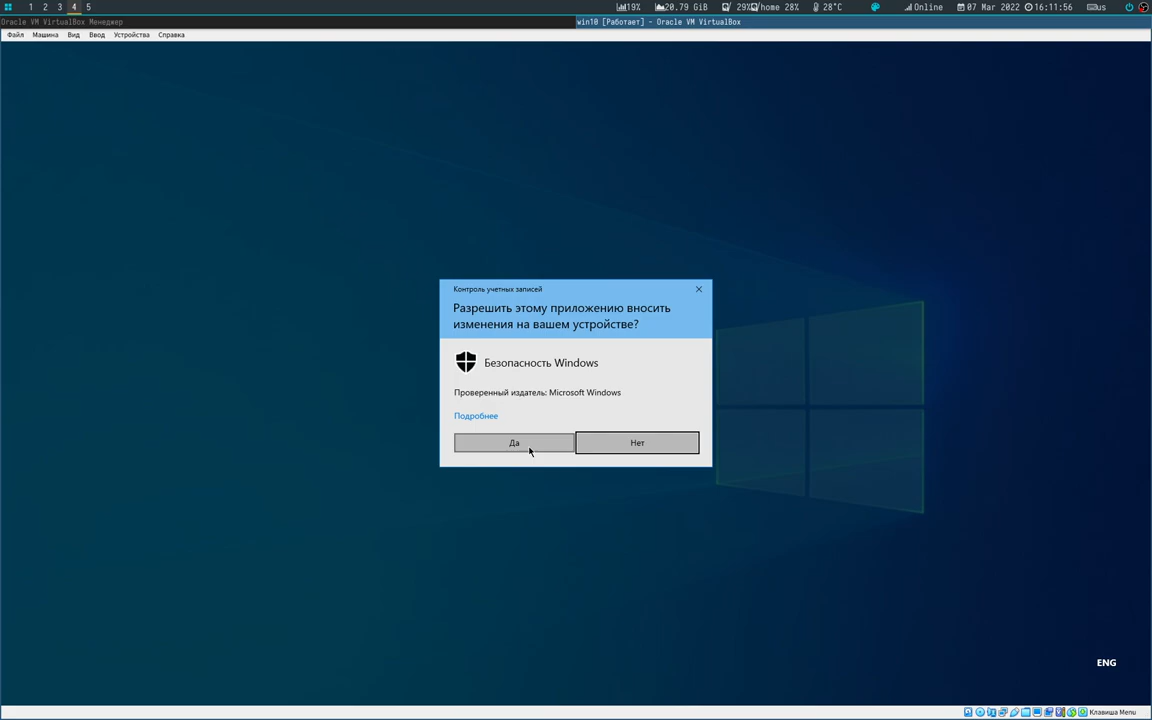 1 2 3 4 5 19% 20.79 GiB / 29% /home 28% 28°C Online 07 Mar 2022 16:11:56 us
Oracle VM VirtualBox Менеджер win10 [Работает] - Oracle VM VirtualBox
Файл Машина Вид Ввод Устройства Справка
Контроль учетных записей
Разрешить этому приложению вносить
изменения на вашем устройстве?
Безопасность Windows
Проверенный издатель: Microsoft Windows
Подробнее
Да Нет
ENG
Клавиша Menu